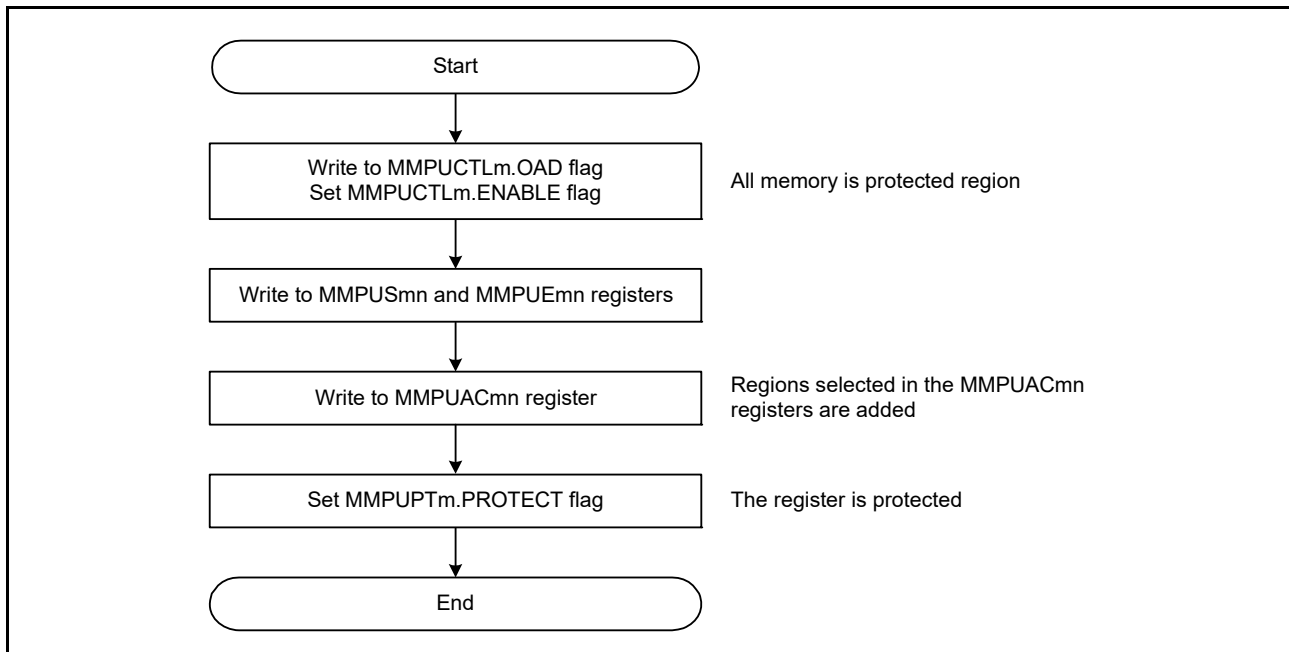 Start
Write to MMPUCTLm.OAD flag
Set MMPUCTLm.ENABLE flag
All memory is protected region
Write to MMPUSmn and MMPUEmn registers
Write to MMPUACmn register
Regions selected in the MMPUACmn
registers are added
Set MMPUPTm.PROTECT flag
The register is protected
End